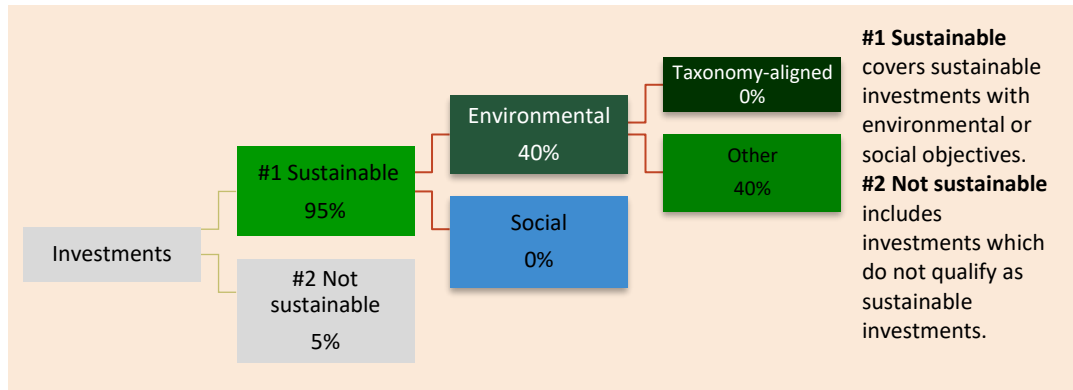 Investments
#1 Sustainable
95%
#2 Not
sustainable
5%
Environmental
40%
Social
0%
Taxonomy-aligned
0%
Other
40%
#1 Sustainable
covers sustainable
investments with
environmental or
social objectives.
#2 Not sustainable
includes
investments which
do not qualify as
sustainable
investments.